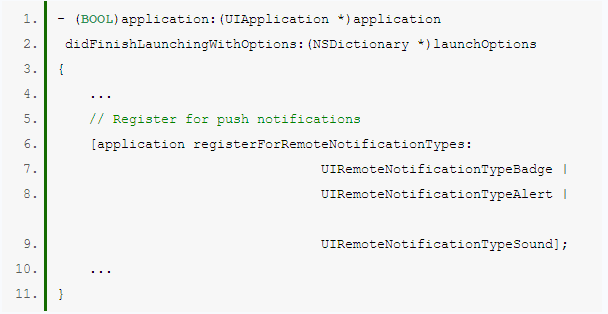 1. - (BOOL)application:(UIApplication *)application
2. didFinishLaunchingWithOptions:(NSDictionary *)launchOptions
3. {
4. ...
5. // Register for push notifications
6. [application registerForRemoteNotificationTypes:
7. UIRemoteNotificationTypeBadge |
8. UIRemoteNotificationTypeAlert |
9. UIRemoteNotificationTypeSound];
10. ...
11. }